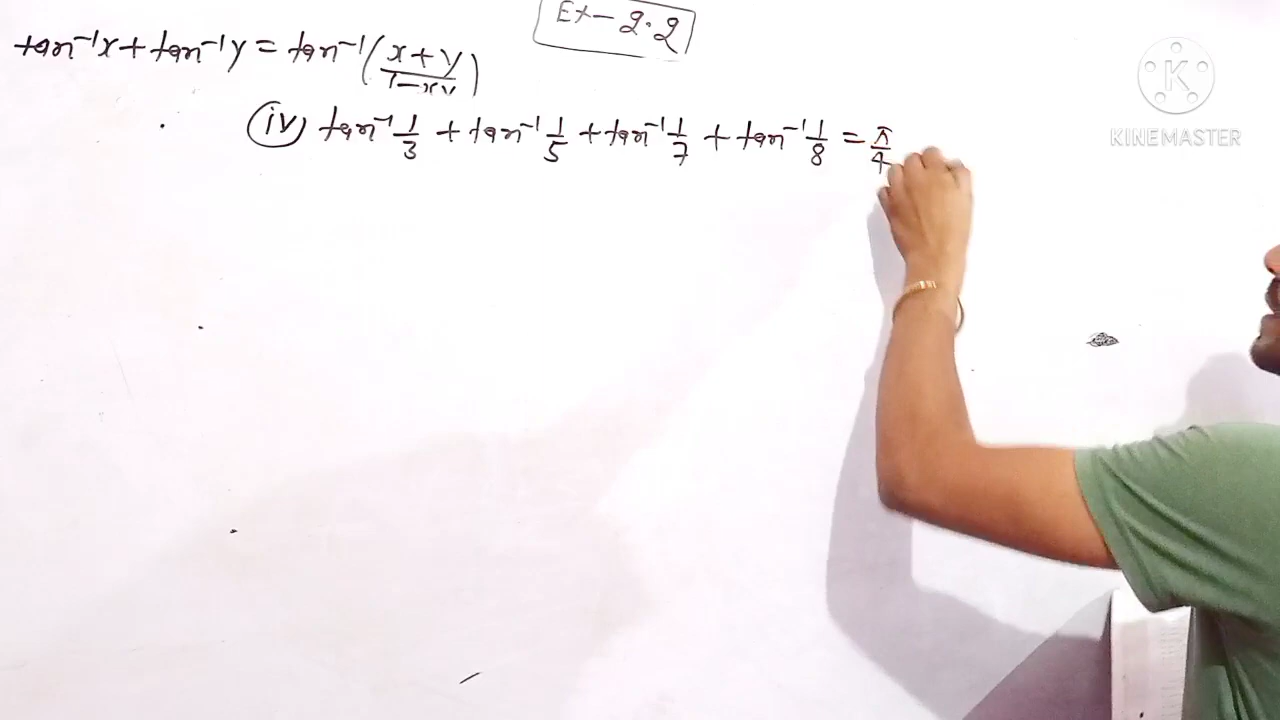 Ex- 2.2
tan⁻¹x + tan⁻¹y = tan⁻¹(x+y/1-xy)
(iv) tan⁻¹ 1/3 + tan⁻¹ 1/5 + tan⁻¹ 1/7 + tan⁻¹ 1/8 = π/4
K
KINEMASTER